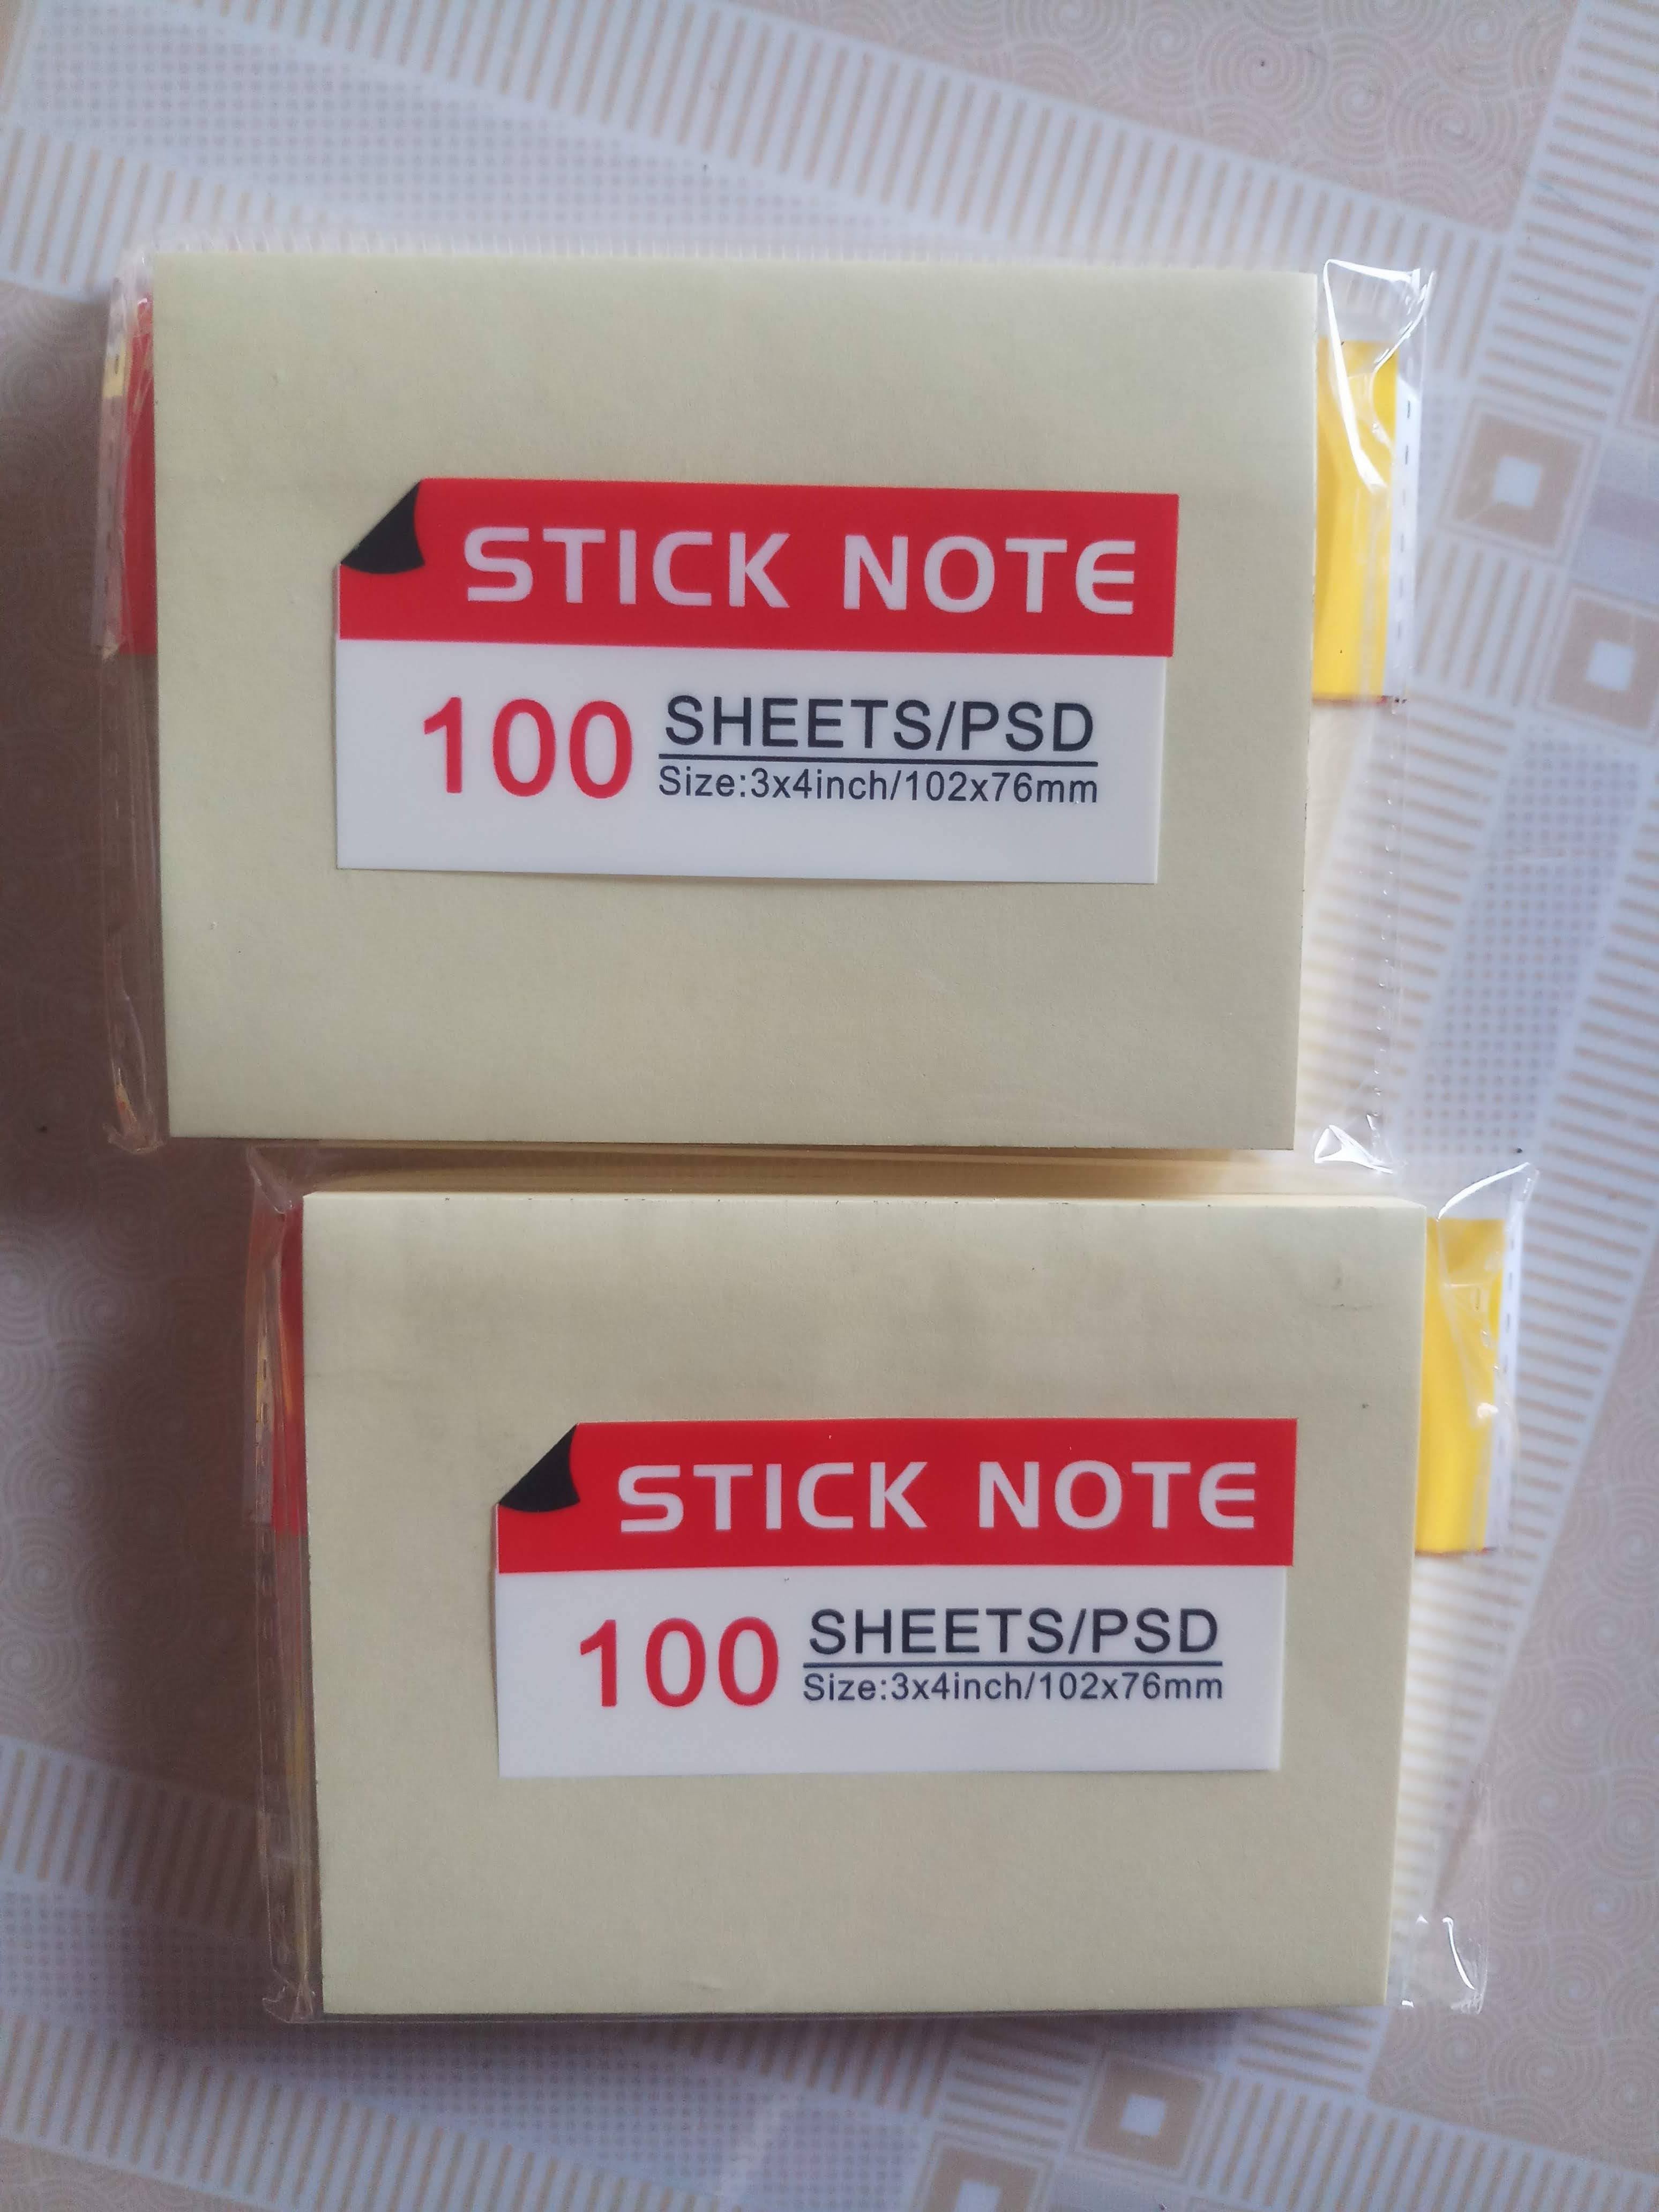 STICK NOTE
100 SHEETS/PSD
Size:3x4inch/102x76mm
STICK NOTE
100 SHEETS/PSD
Size:3x4inch/102x76mm